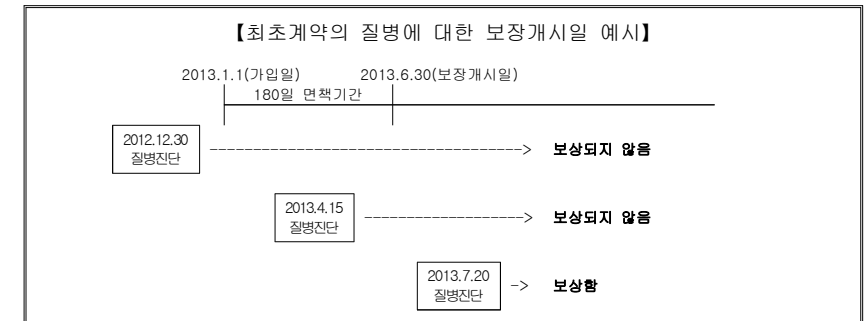 【최초계약의 질병에 대한 보장개시일 예시】
2013.1.1(가입일) 2013.6.30(보장개시일)
180일 면책기간
2012.12.30
질병진단
-----------------------------------> 보상되지 않음
2013.4.15
질병진단
-------------------> 보상되지 않음
2013.7.20
질병진단
-> 보상함